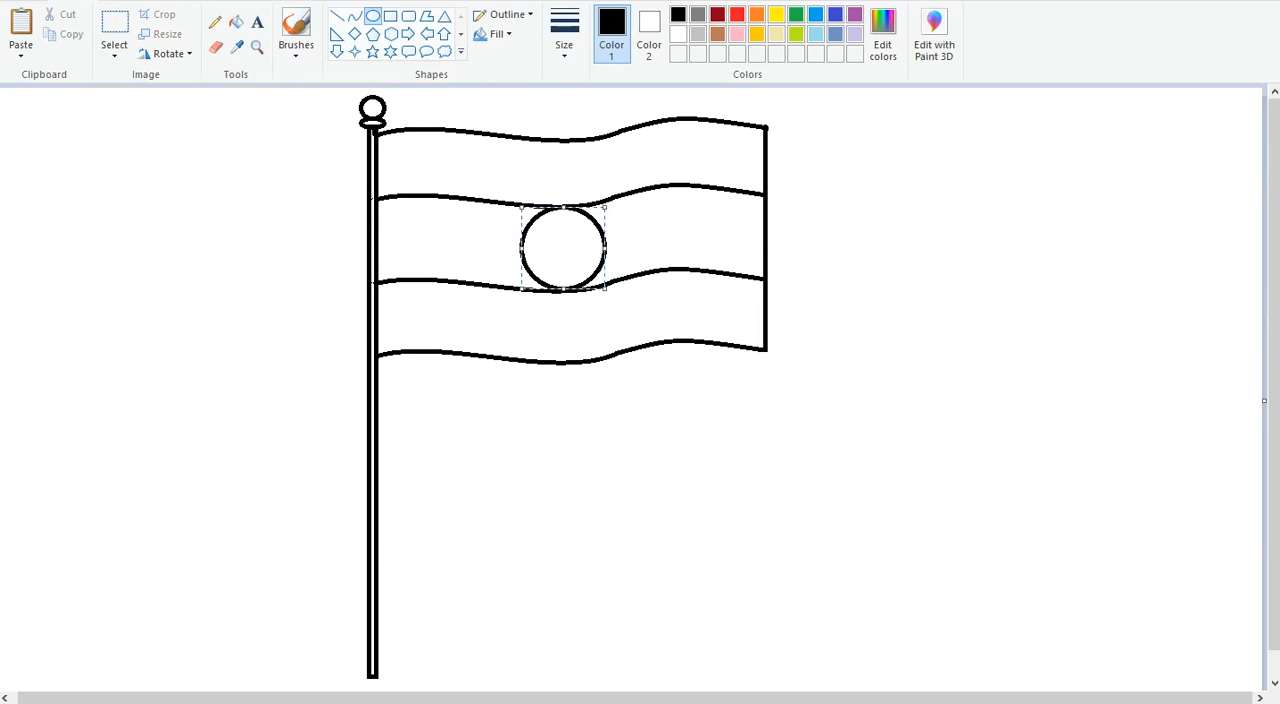 Paste
Cut
Copy
Clipboard
Select
Crop
Resize
Rotate
Image
A
Tools
Brushes
Outline
Fill
Shapes
Size
Color 1
Color 2
Edit colors
Colors
Edit with Paint 3D